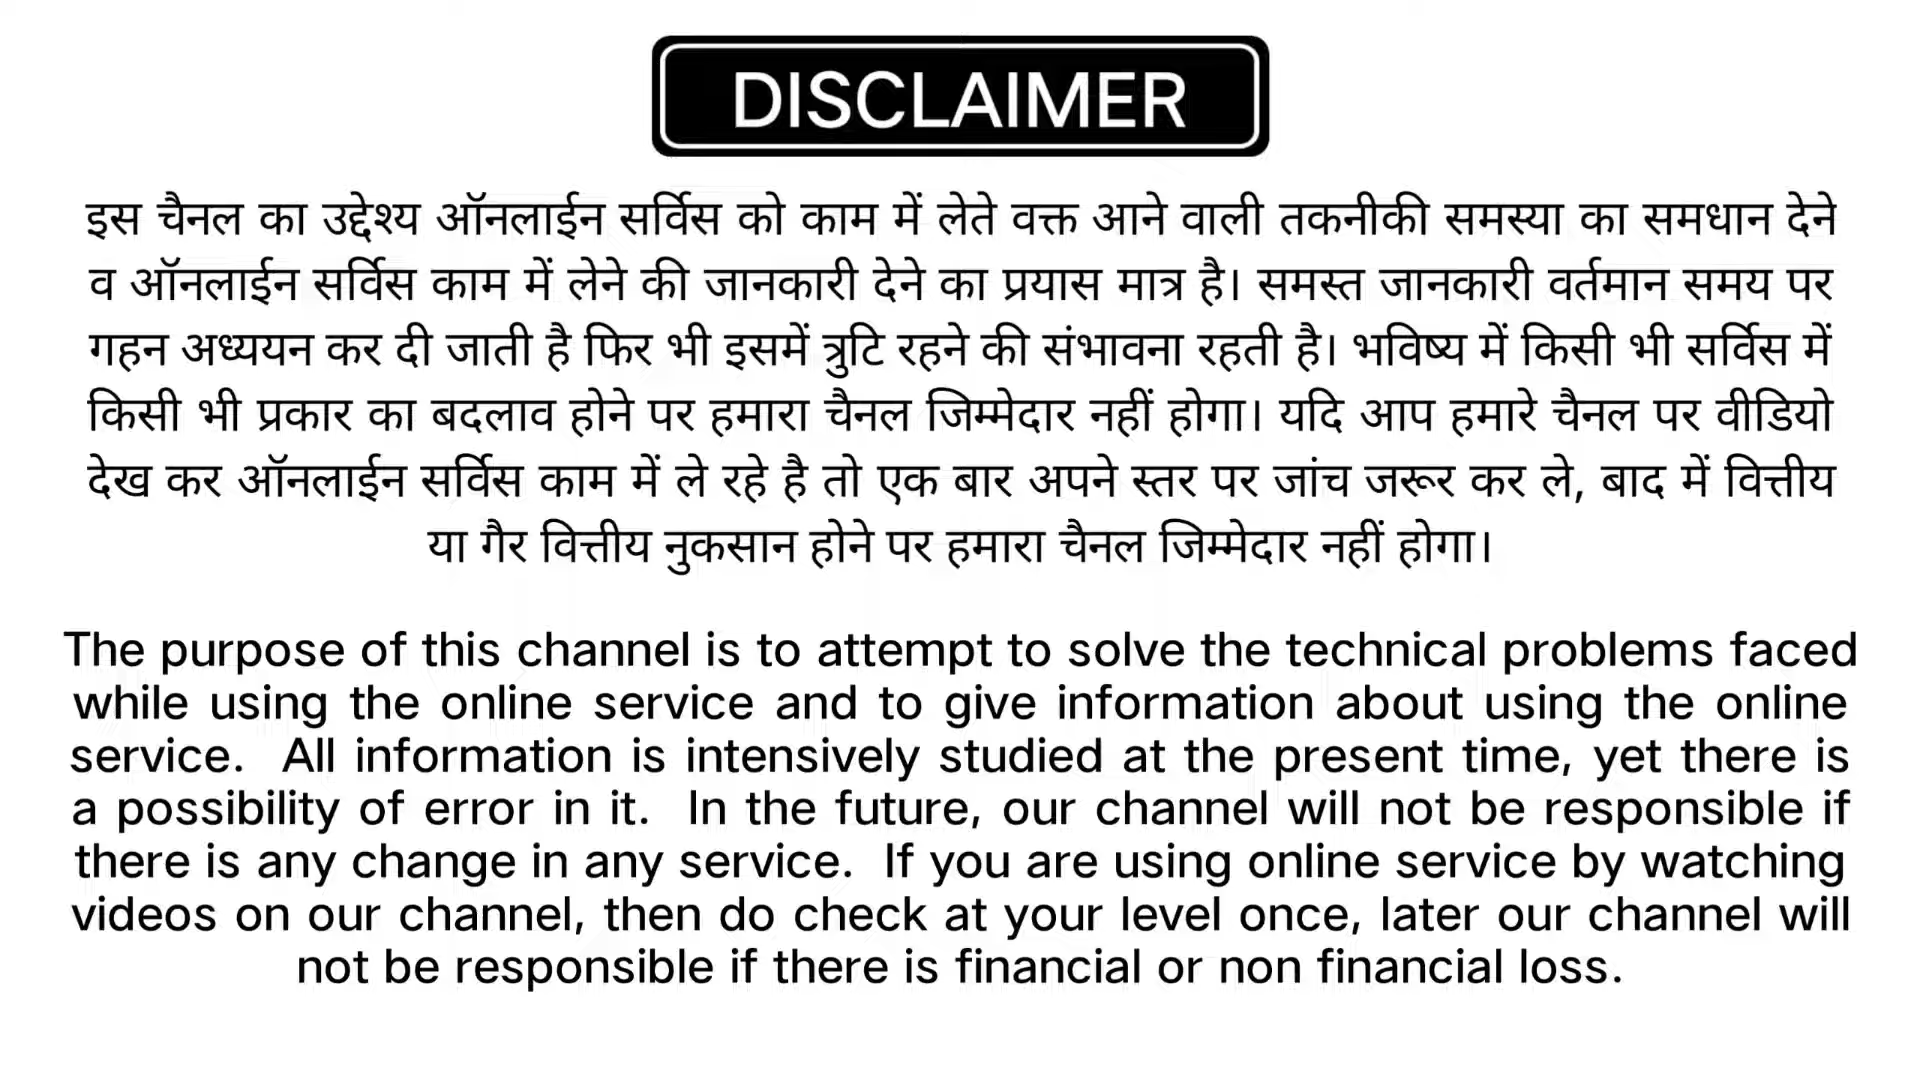 DISCLAIMER
इस चैनल का उद्देश्य ऑनलाईन सर्विस को काम में लेते वक्त आने वाली तकनीकी समस्या का समधान देने
व ऑनलाईन सर्विस काम में लेने की जानकारी देने का प्रयास मात्र है। समस्त जानकारी वर्तमान समय पर
गहन अध्ययन कर दी जाती है फिर भी इसमें त्रुटि रहने की संभावना रहती है। भविष्य में किसी भी सर्विस में
किसी भी प्रकार का बदलाव होने पर हमारा चैनल जिम्मेदार नहीं होगा। यदि आप हमारे चैनल पर वीडियो
देख कर ऑनलाईन सर्विस काम में ले रहे है तो एक बार अपने स्तर पर जांच जरूर कर ले, बाद में वित्तीय
या गैर वित्तीय नुकसान होने पर हमारा चैनल जिम्मेदार नहीं होगा।
The purpose of this channel is to attempt to solve the technical problems faced
while using the online service and to give information about using the online
service. All information is intensively studied at the present time, yet there is
a possibility of error in it. In the future, our channel will not be responsible if
there is any change in any service. If you are using online service by watching
videos on our channel, then do check at your level once, later our channel will
not be responsible if there is financial or non financial loss.